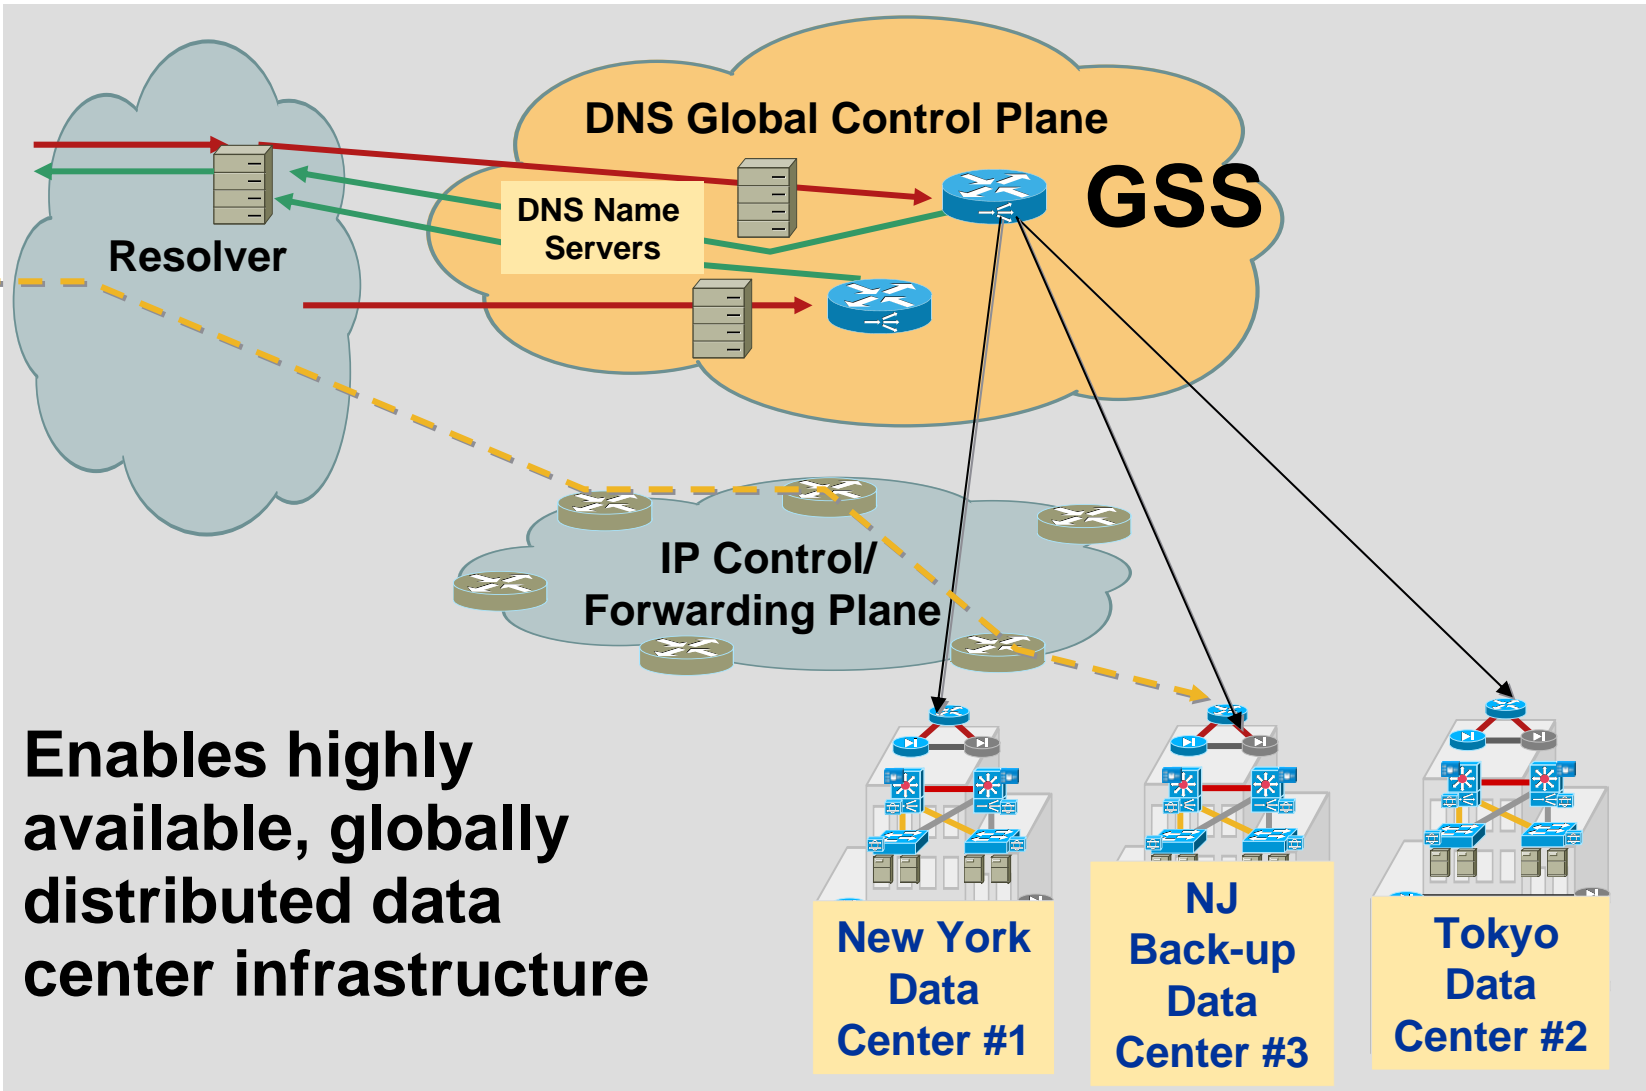 DNS Global Control Plane
GSS
DNS Name
Servers
Resolver
IP Control/
Forwarding Plane
Enables highly
available, globally
distributed data
center infrastructure
New York
Data
Center #1
NJ
Back-up
Data
Center #3
Tokyo
Data
Center #2